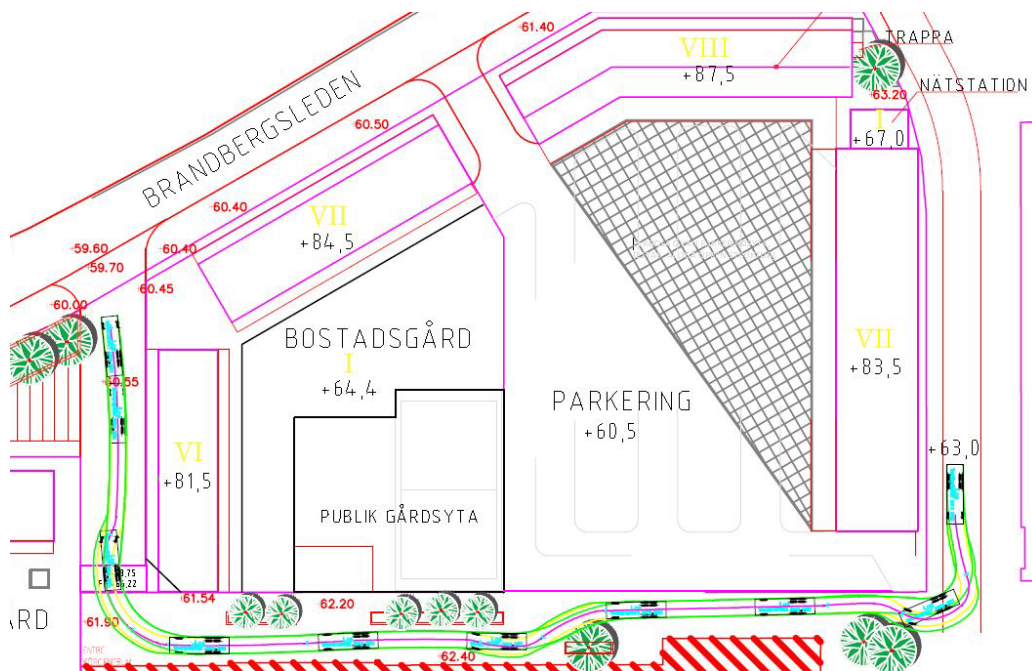 61.40
VIII
TRAPRA
+87,5
NÄTSTATION
63.20
BRANDBERGSLEDEN
60.50
I
+67,0
60.40
VII
+84,5
59.60
60.40
59.70
60.45
60.00
BOSTADSGÅRD
I
+64,4
VII
+83,5
60.55
PARKERING
+60,5
VI
+81,5
+63,0
PUBLIK GÅRDSYTA
61.54
62.20
61.90
ÅRD
62.40